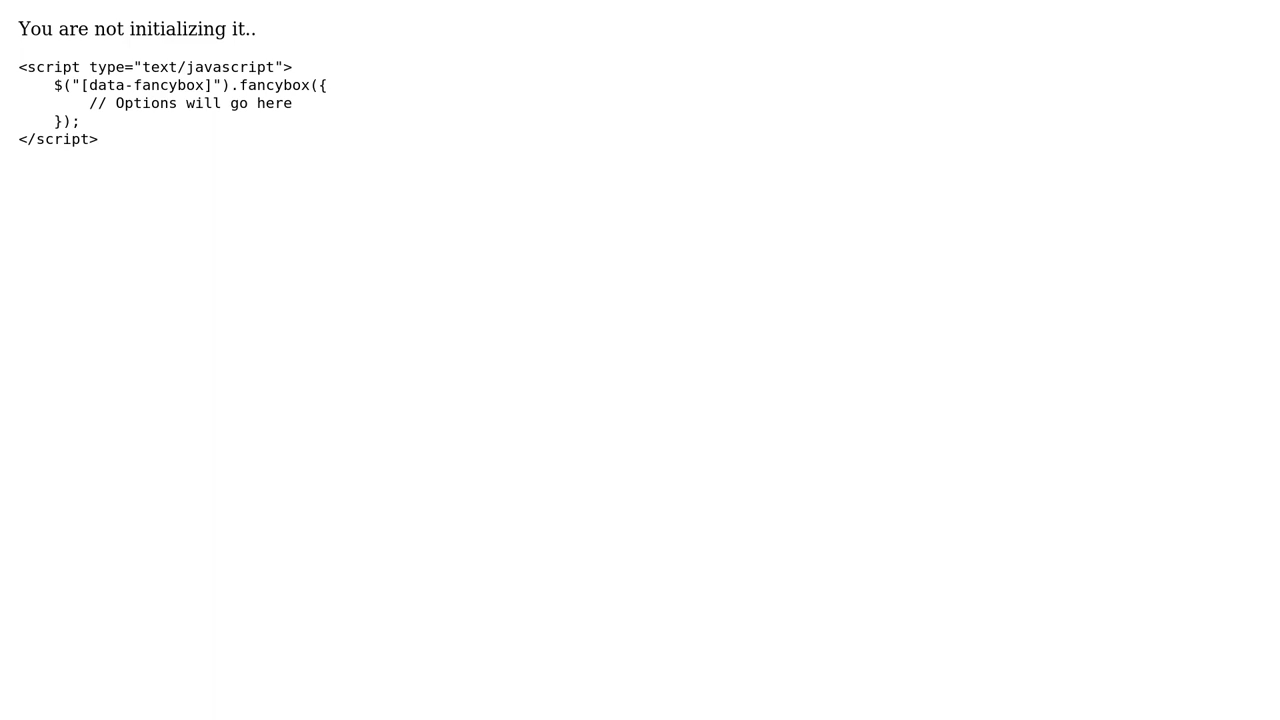 You are not initializing it..
<script type="text/javascript">
    $("[data-fancybox]").fancybox({
        // Options will go here
    });
</script>